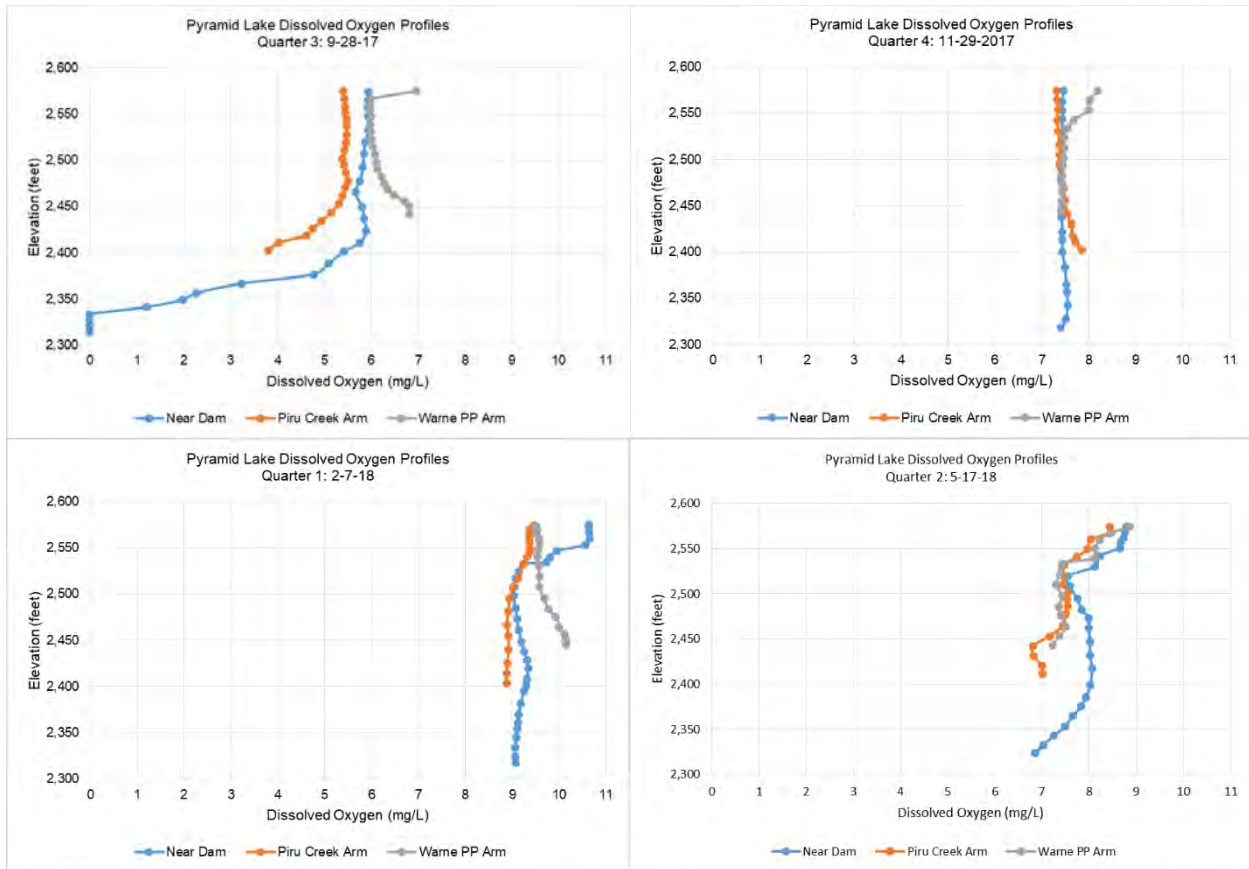 Pyramid Lake Dissolved Oxygen Profiles
Quarter 3: 9-28-17
2,600
2,550
2,500
2,450
2,400
2,350
2,300
Elevation (feet)
0 1 2 3 4 5 6 7 8 9 10 11
Dissolved Oxygen (mg/L)
Near Dam Piru Creek Arm Warne PP Arm
Pyramid Lake Dissolved Oxygen Profiles
Quarter 4: 11-29-2017
2,600
2,550
2,500
2,450
2,400
2,350
2,300
Elevation (feet)
0 1 2 3 4 5 6 7 8 9 10 11
Dissolved Oxygen (mg/L)
Near Dam Piru Creek Arm Warne PP Arm
Pyramid Lake Dissolved Oxygen Profiles
Quarter 1: 2-7-18
2,600
2,550
2,500
2,450
2,400
2,350
2,300
Elevation (feet)
0 1 2 3 4 5 6 7 8 9 10 11
Dissolved Oxygen (mg/L)
Near Dam Piru Creek Arm Warne PP Arm
Pyramid Lake Dissolved Oxygen Profiles
Quarter 2: 5-17-18
2,600
2,550
2,500
2,450
2,400
2,350
2,300
Elevation (feet)
0 1 2 3 4 5 6 7 8 9 10 11
Dissolved Oxygen (mg/L)
Near Dam Piru Creek Arm Warne PP Arm